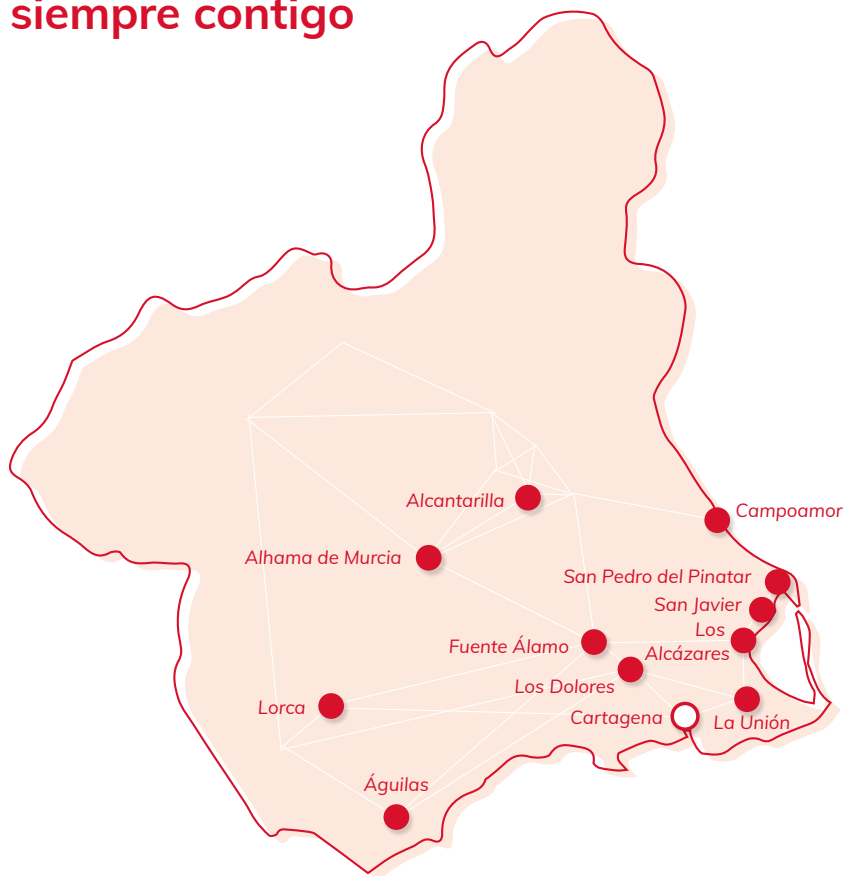 siempre contigo
Alcantarilla
Campoamor
Alhama de Murcia
San Pedro del Pinatar
San Javier
Los
Alcázares
Fuente Álamo
Los Dolores
Lorca
Cartagena
La Unión
Águilas